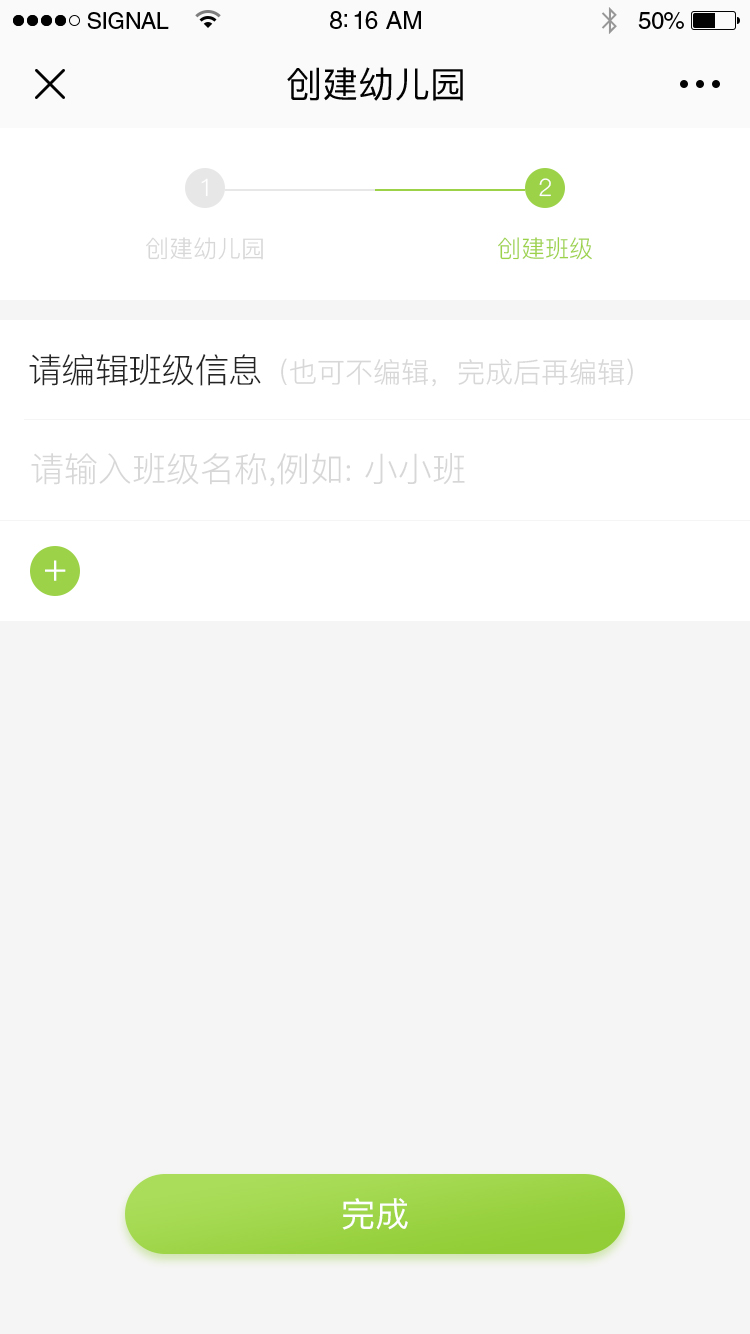 SIGNAL 8:16 AM 50%
创建幼儿园
1 2
创建幼儿园 创建班级
请编辑班级信息（也可不编辑，完成后再编辑）
请输入班级名称,例如: 小小班
完成